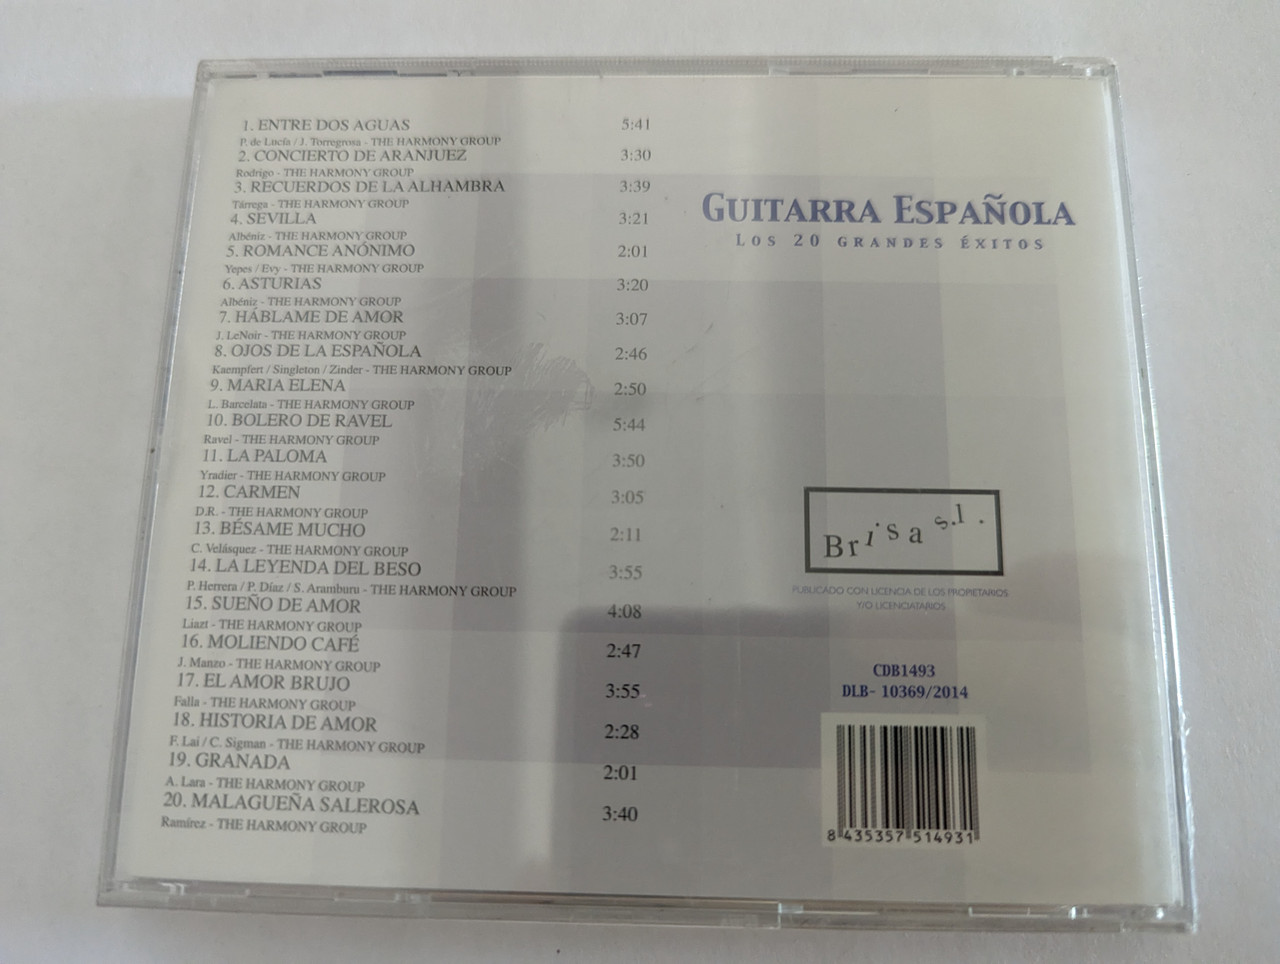 1. ENTRE DOS AGUAS 5:41
P. de Lucía / J. Torregrosa - THE HARMONY GROUP
2. CONCIERTO DE ARANJUEZ 3:30
Rodrigo - THE HARMONY GROUP
3. RECUERDOS DE LA ALHAMBRA 3:39
Tárrega - THE HARMONY GROUP
4. SEVILLA 3:21
Albéniz - THE HARMONY GROUP
5. ROMANCE ANÓNIMO 2:01
Yepes / Evy - THE HARMONY GROUP
6. ASTURIAS 3:20
Albéniz - THE HARMONY GROUP
7. HÁBLAME DE AMOR 3:07
J. LeNoir - THE HARMONY GROUP
8. OJOS DE LA ESPAÑOLA 2:46
Kaempfert / Singleton / Zinder - THE HARMONY GROUP
9. MARIA ELENA 2:50
L. Barcelata - THE HARMONY GROUP
10. BOLERO DE RAVEL 5:44
Ravel - THE HARMONY GROUP
11. LA PALOMA 3:50
Yradier - THE HARMONY GROUP
12. CARMEN 3:05
D.R. - THE HARMONY GROUP
13. BÉSAME MUCHO 2:11
C. Velásquez - THE HARMONY GROUP
14. LA LEYENDA DEL BESO 3:55
P. Herrera / P. Díaz / S. Aramburu - THE HARMONY GROUP
15. SUEÑO DE AMOR 4:08
Liazt - THE HARMONY GROUP
16. MOLIENDO CAFÉ 2:47
J. Manzo - THE HARMONY GROUP
17. EL AMOR BRUJO 3:55
Falla - THE HARMONY GROUP
18. HISTORIA DE AMOR 2:28
F. Lai / C. Sigman - THE HARMONY GROUP
19. GRANADA 2:01
A. Lara - THE HARMONY GROUP
20. MALAGUEÑA SALEROSA 3:40
Ramírez - THE HARMONY GROUP
GUITARRA ESPAÑOLA
LOS 20 GRANDES ÉXITOS
Brisa s.l.
PUBLICADO CON LICENCIA DE LOS PROPIETARIOS
Y/O LICENCIATARIOS
CDB1493
DLB- 10369/2014
8 435357 514931